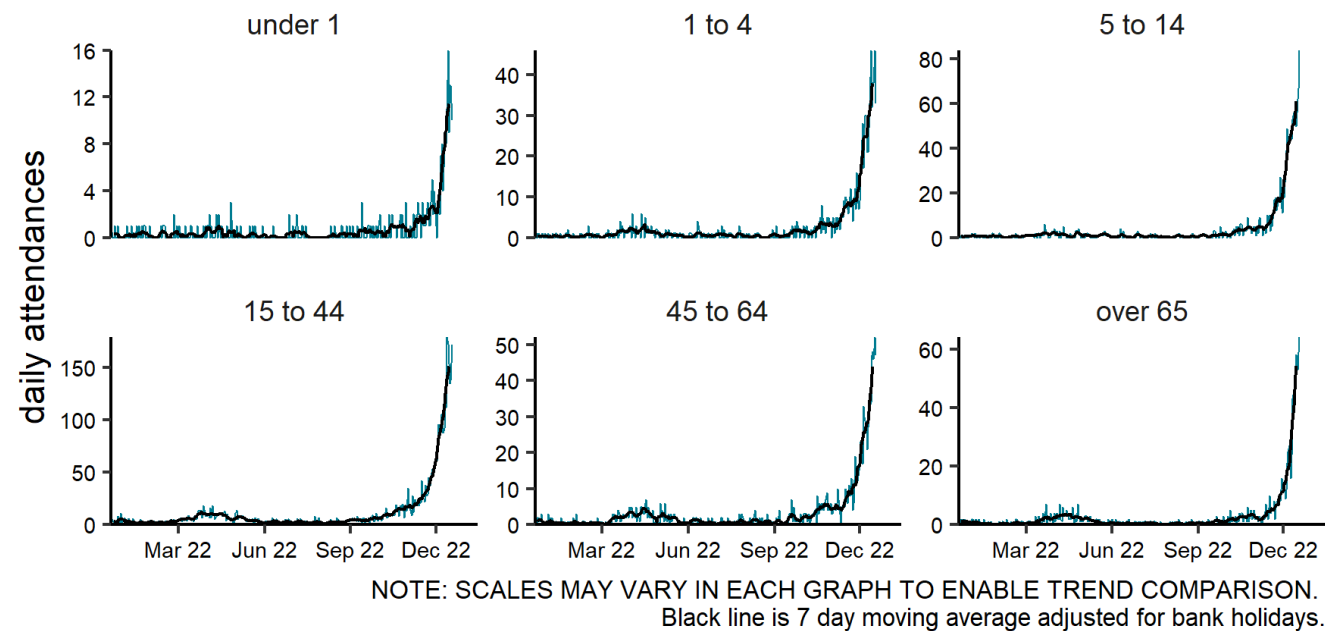 under 1
1 to 4
5 to 14
16
12
8
4
0
40
30
20
10
0
80
60
40
20
0
daily attendances
15 to 44
45 to 64
over 65
150
100
50
0
50
40
30
20
10
0
60
40
20
0
Mar 22 Jun 22 Sep 22 Dec 22
Mar 22 Jun 22 Sep 22 Dec 22
Mar 22 Jun 22 Sep 22 Dec 22
NOTE: SCALES MAY VARY IN EACH GRAPH TO ENABLE TREND COMPARISON.
Black line is 7 day moving average adjusted for bank holidays.